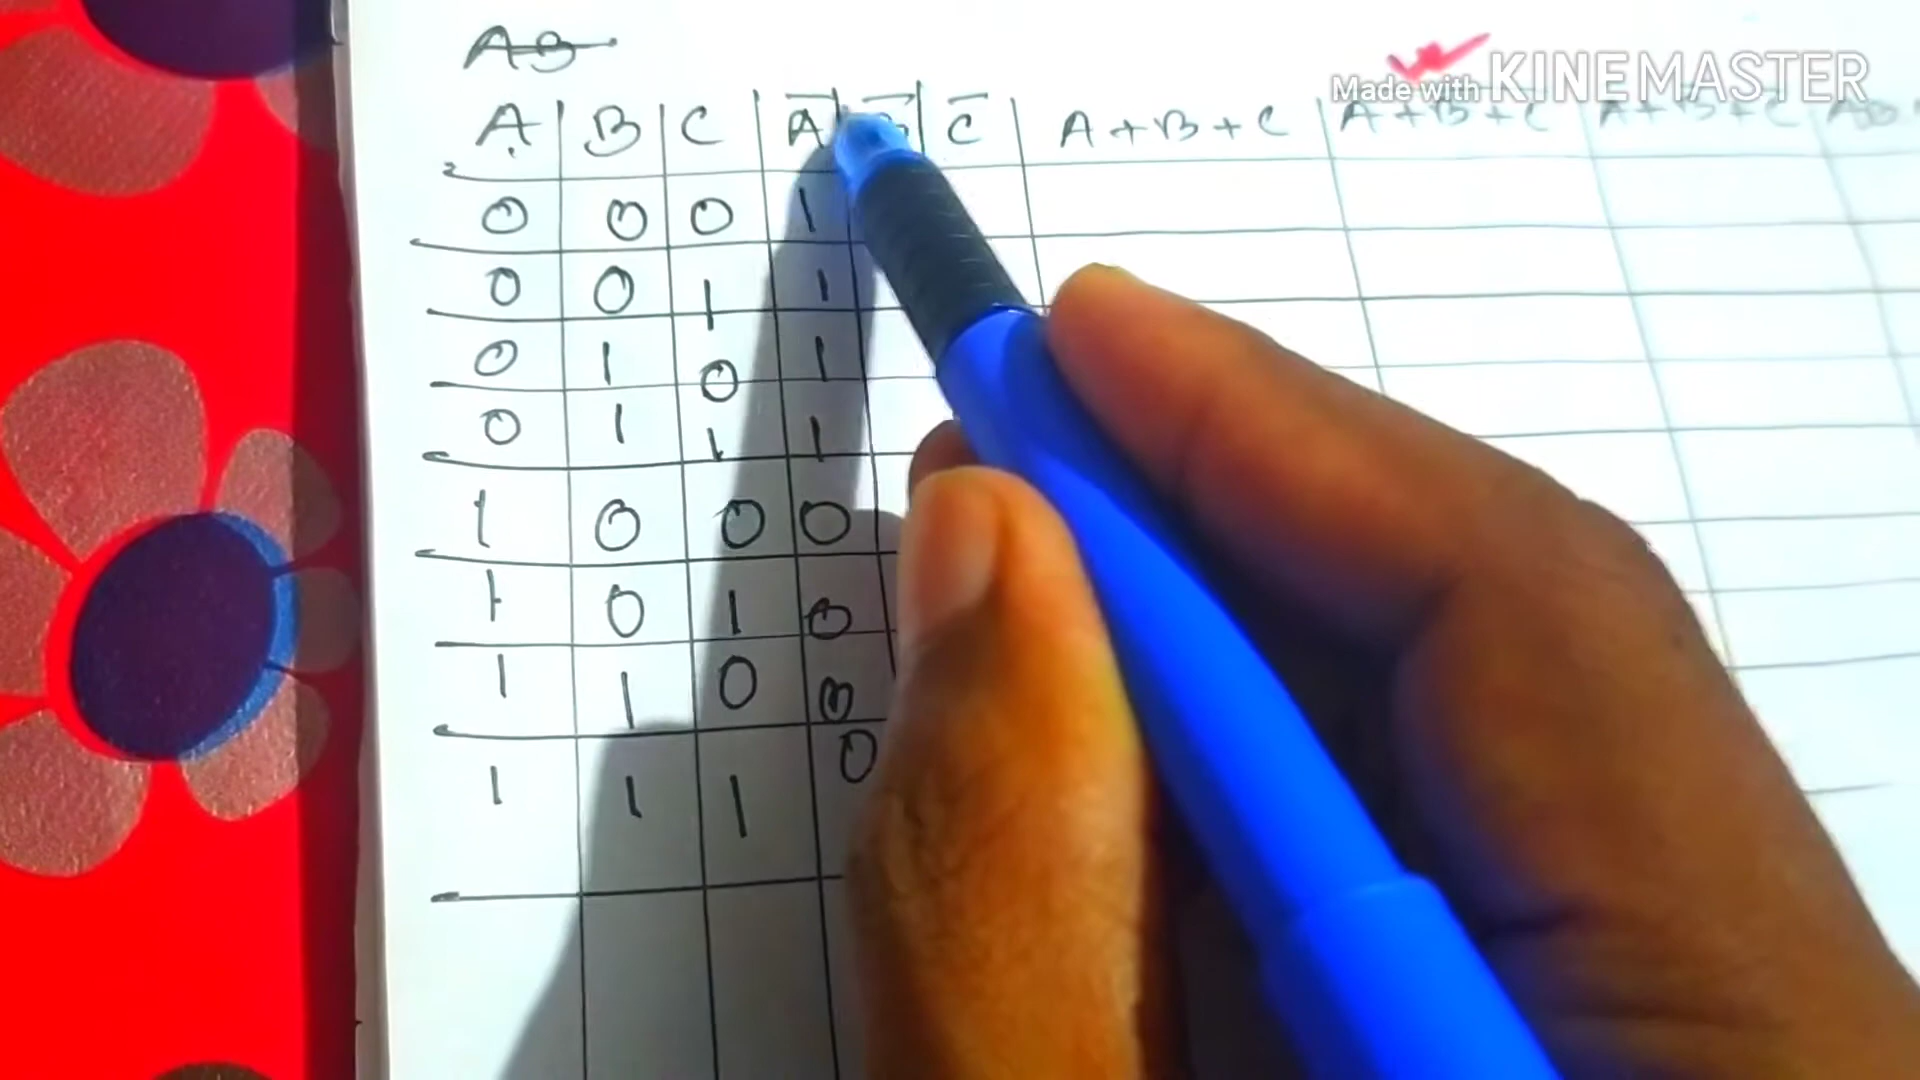 AB
Made with KINEMASTER
A B C A̅ C̅ A+B+C A+B+C A+B+C
0 0 0 1
0 0 1 1
0 1 0 1
0 1 1 1
1 0 0 0
1 0 1 0
1 1 0 0
1 1 1 0